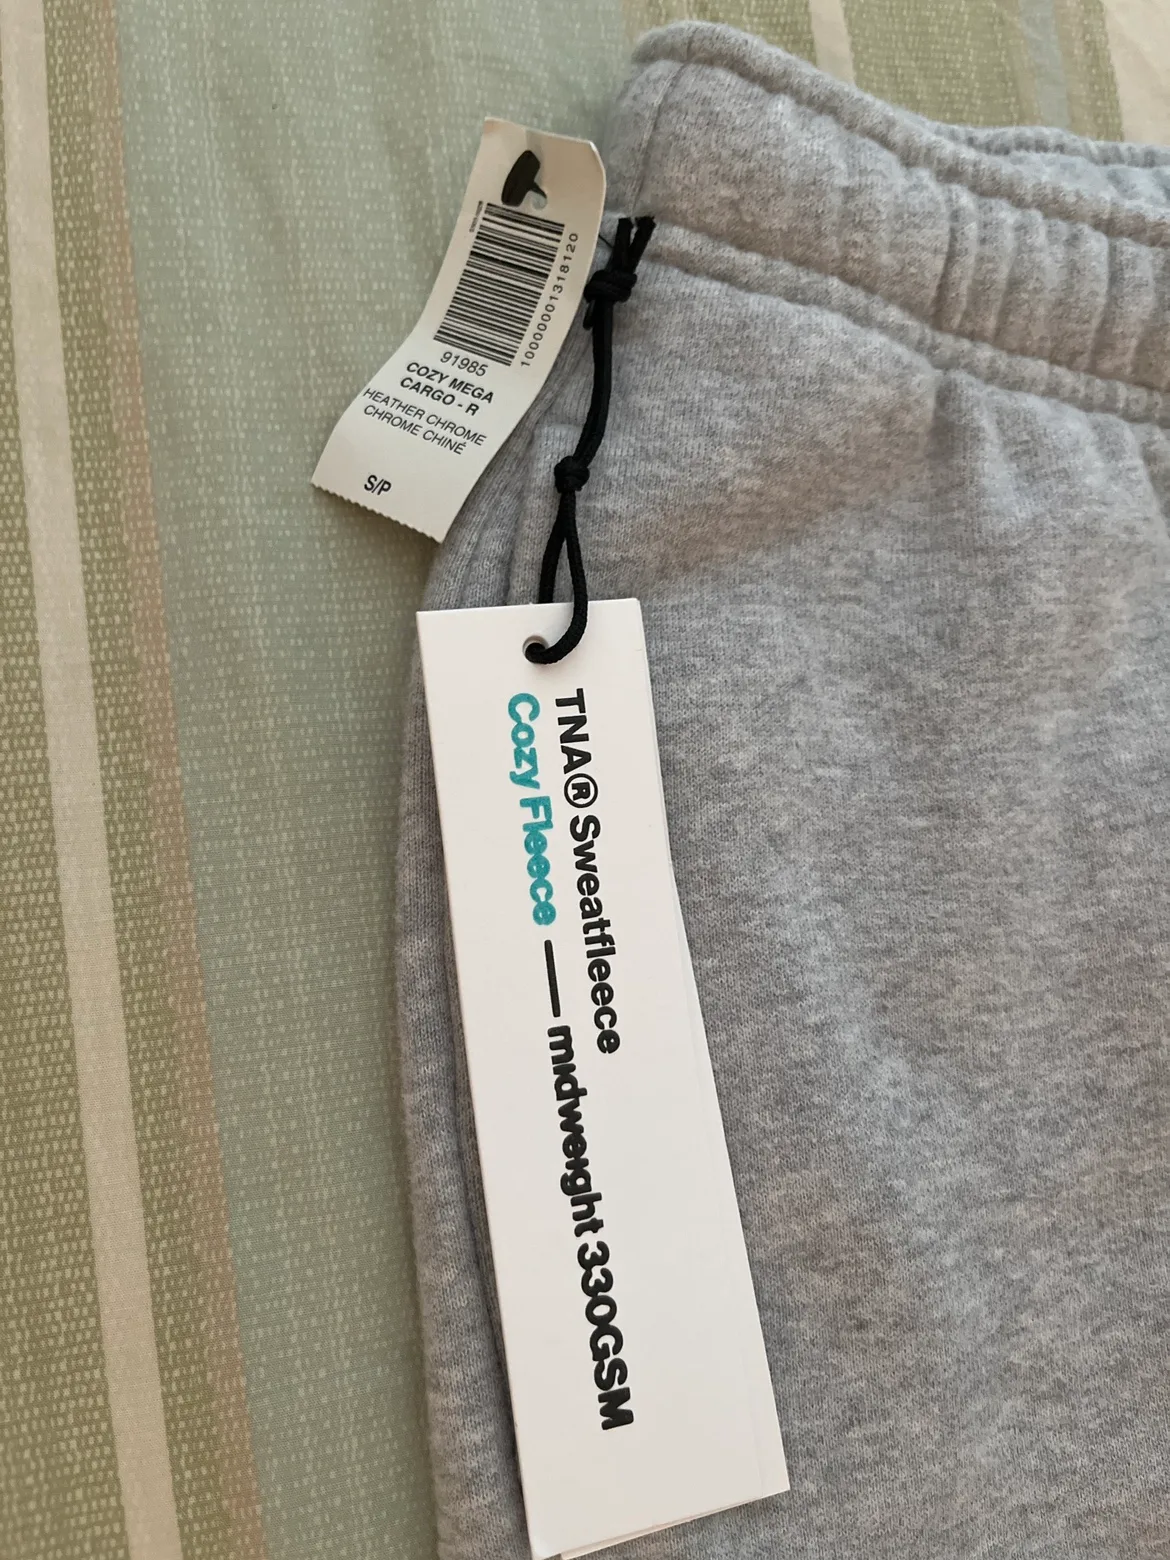 10000001318120
91985
COZY MEGA
CARGO - R
HEATHER CHROME
CHROME CHINÉ
S/P
TNA® Sweatfleece
Cozy Fleece — midweight 330GSM